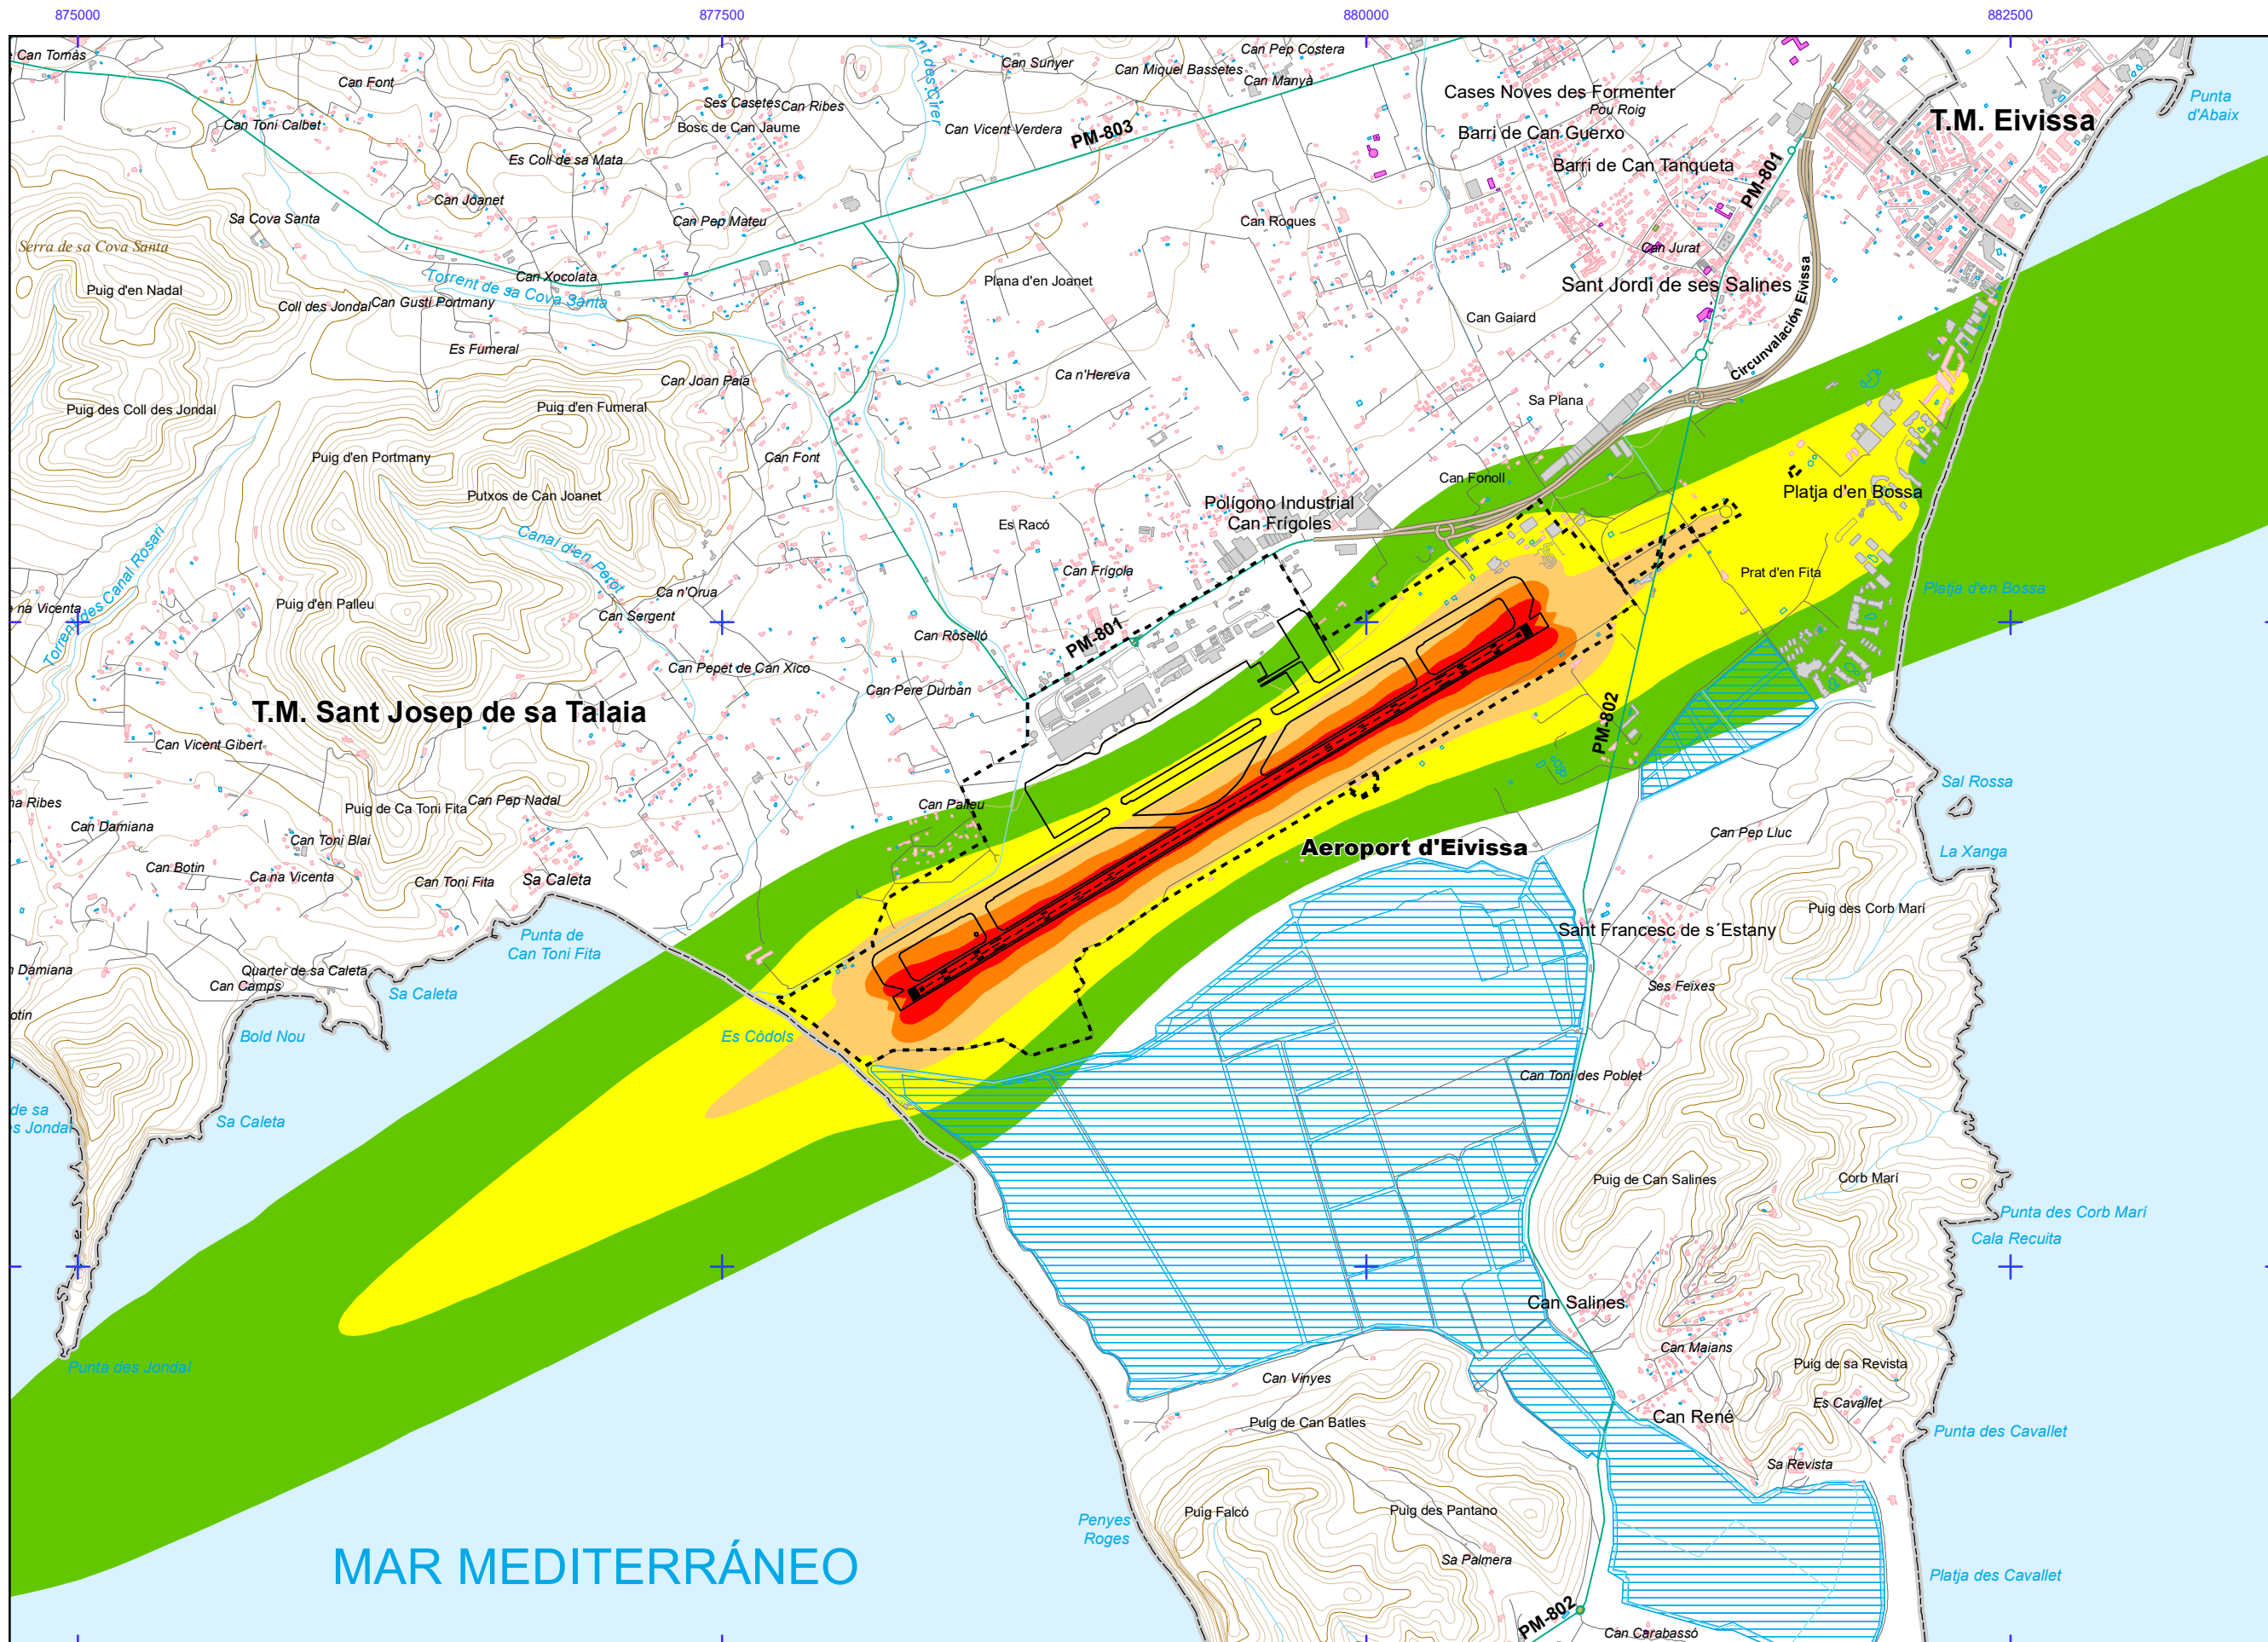 875000
877500
880000
882500
Can Tomàs
Can Font
Can Toni Calbet
Ses Casetes
Can Ribes
Bosc de Can Jaume
Es Coll de sa Mata
Can Joanet
Can Pep Mateu
Sa Cova Santa
Serra de sa Cova Santa
Puig d'en Nadal
Can Xocolata
Torrent de sa Cova Santa
Coll des Jondal
Can Gusti Portmany
Es Fumeral
Can Sunyer
Can Miquel Bassetes
Can Pep Costera
Can Manyà
Can Vicent Verdera
PM-803
Can Roques
Plana d'en Joanet
Cases Noves des Formenter
Pou Roig
Barri de Can Guerxo
Barri de Can Tanqueta
PM-801
T.M. Eivissa
Punta
d'Abaix
Can Jurat
Sant Jordi de ses Salines
Can Gaiard
Circunvalación Eivissa
Can Joan Paia
Ca n'Hereva
Sa Plana
Puig des Coll des Jondal
Puig d'en Fumeral
Puig d'en Portmany
Can Font
Putxos de Can Joanet
Can Fonoll
Platja d'en Bossa
Polígono Industrial
Can Frígoles
Es Racó
Canal d'en Perot
Torrent des Canal Rosari
Can Frígola
Prat d'en Fita
Platja d'en Bossa
Ca n'Orua
Puig d'en Palleu
Can Sergent
Can Roselló
PM-801
Can Pepet de Can Xico
Can Pere Durban
T.M. Sant Josep de sa Talaia
PM-802
Can Vicent Gibert
Sal Rossa
Can Palleu
Puig de Ca Toni Fita
Can Pep Nadal
Can Damiana
Can Toni Blai
Can Pep Lluc
Aeroport d'Eivissa
La Xanga
Can Botin
Ca na Vicenta
Can Toni Fita
Sa Caleta
Puig des Corb Marí
Sant Francesc de s´Estany
Punta de
Can Toni Fita
Quarter de sa Caleta
Can Camps
Sa Caleta
Ses Feixes
Bold Nou
Es Còdols
Can Toni des Poblet
Sa Caleta
Puig de Can Salines
Corb Marí
Punta des Corb Marí
Cala Recuita
Can Salines
Punta des Jondal
Can Maians
Puig de sa Revista
Can Vinyes
Es Cavallet
Can René
Puig de Can Batles
Punta des Cavallet
Sa Revista
Puig Falcó
Puig des Pantano
Penyes
Roges
Sa Palmera
MAR MEDITERRÁNEO
Platja des Cavallet
PM-802
Can Carabassó